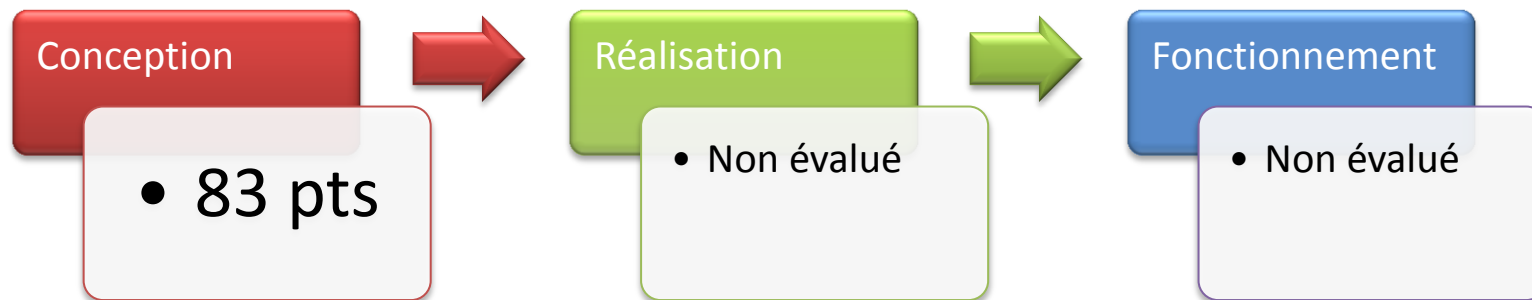 Conception
• 83 pts
Réalisation
• Non évalué
Fonctionnement
• Non évalué